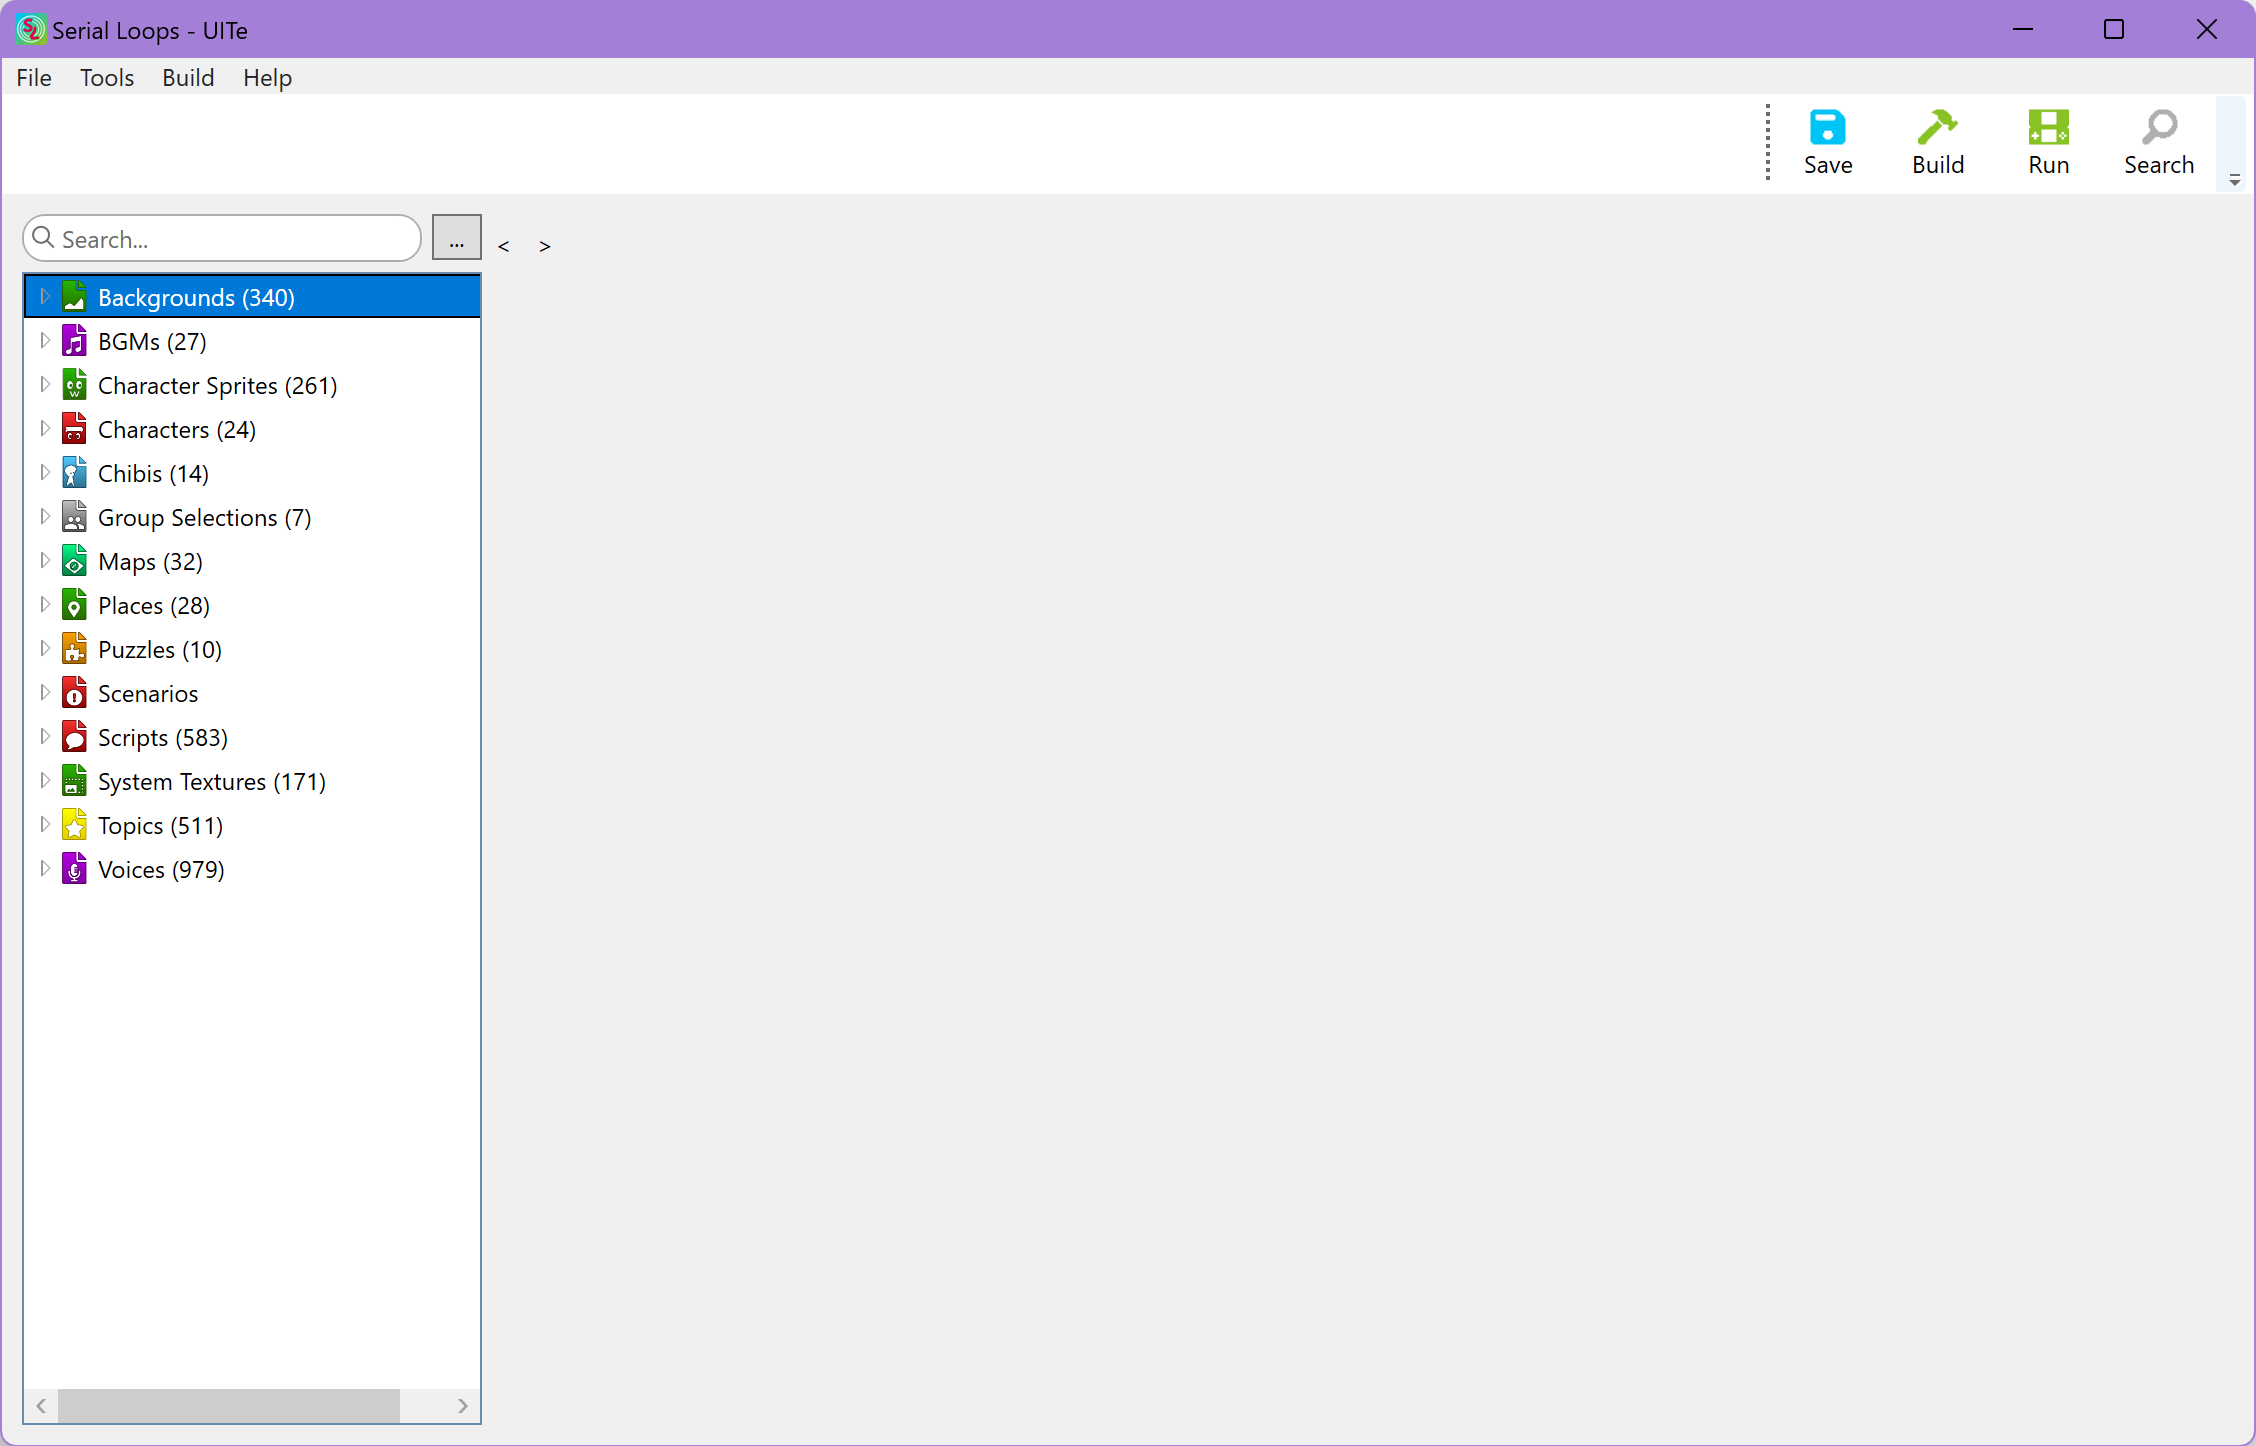 Serial Loops - UITe
File Tools Build Help
Save Build Run Search
Search... ... < >
Backgrounds (340)
BGMs (27)
Character Sprites (261)
Characters (24)
Chibis (14)
Group Selections (7)
Maps (32)
Places (28)
Puzzles (10)
Scenarios
Scripts (583)
System Textures (171)
Topics (511)
Voices (979)